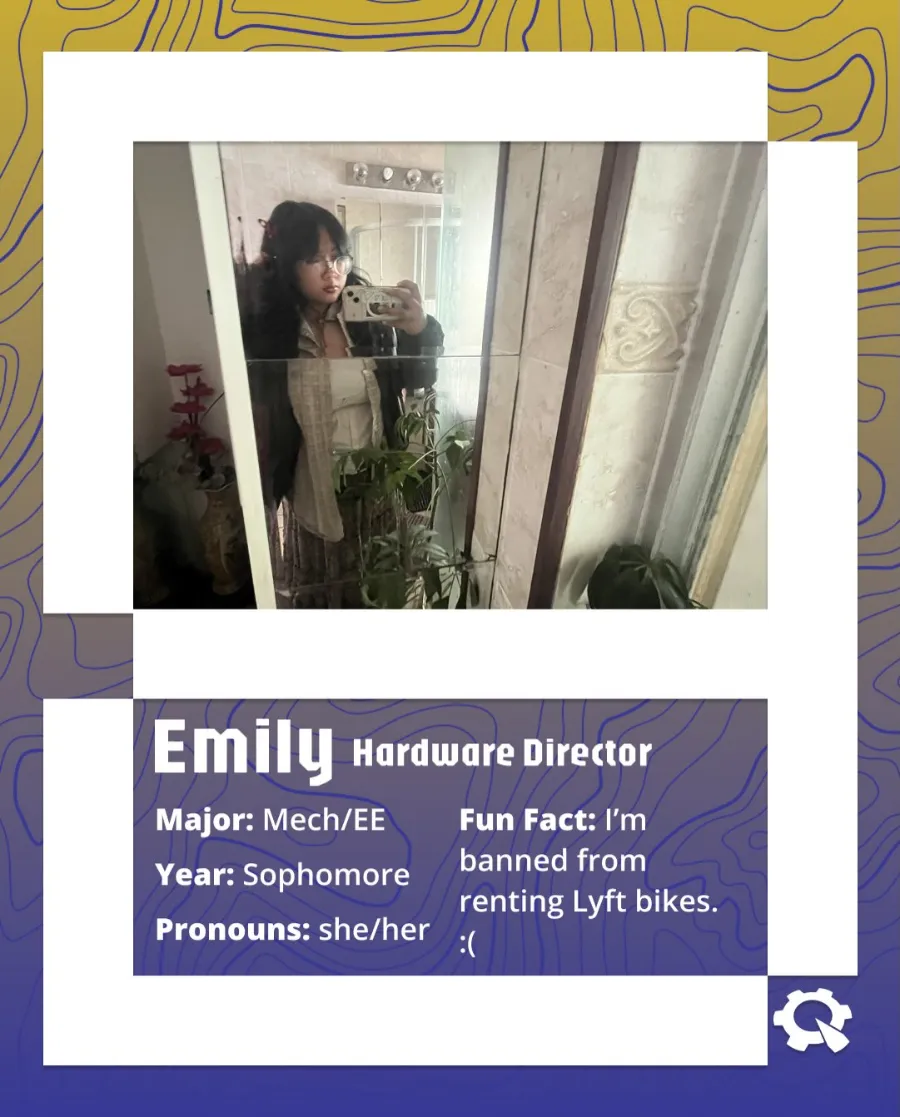 Emily Hardware Director
Major: Mech/EE
Year: Sophomore
Pronouns: she/her
Fun Fact: I’m
banned from
renting Lyft bikes.
:(